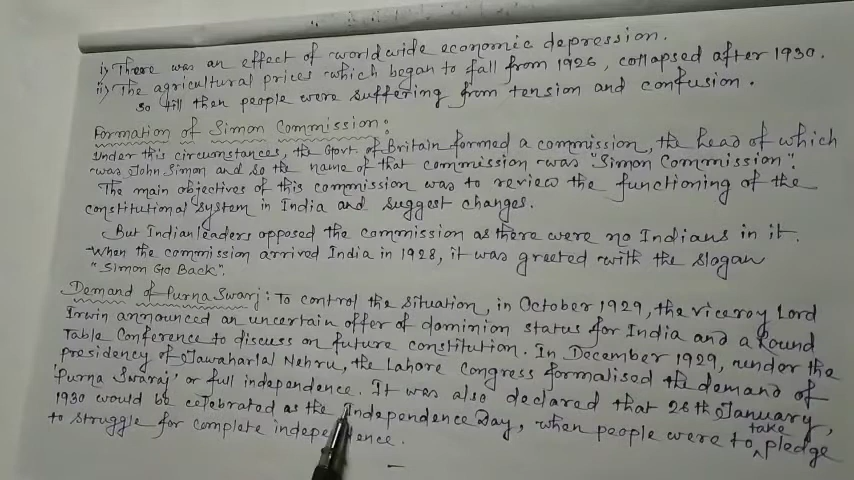 i) There was an effect of worldwide economic depression.
ii) The agricultural prices which began to fall from 1926, collapsed after 1930.
so till then people were suffering from tension and confusion.
Formation of Simon Commission:
Under this circumstances, the Govt. of Britain formed a commission, the head of which
was John Simon and so the name of that commission was "Simon Commission".
The main objectives of this commission was to review the functioning of the
constitutional system in India and suggest changes.
But Indian leaders opposed the commission as there were no Indians in it.
When the commission arrived India in 1928, it was greeted with the slogan
"Simon Go Back".
Demand of Purna Swarj: To control the situation, in October 1929, the viceroy Lord
Irwin announced an uncertain offer of dominion status for India and a Round
Table Conference to discuss on future constitution. In December 1929, under the
presidency of Jawaharlal Nehru, the Lahore Congress formalised the demand of
'Purna Swaraj' or full independence. It was also declared that 26th January,
1930 would be celebrated as the Independence Day, when people were to take pledge
to struggle for complete independence.